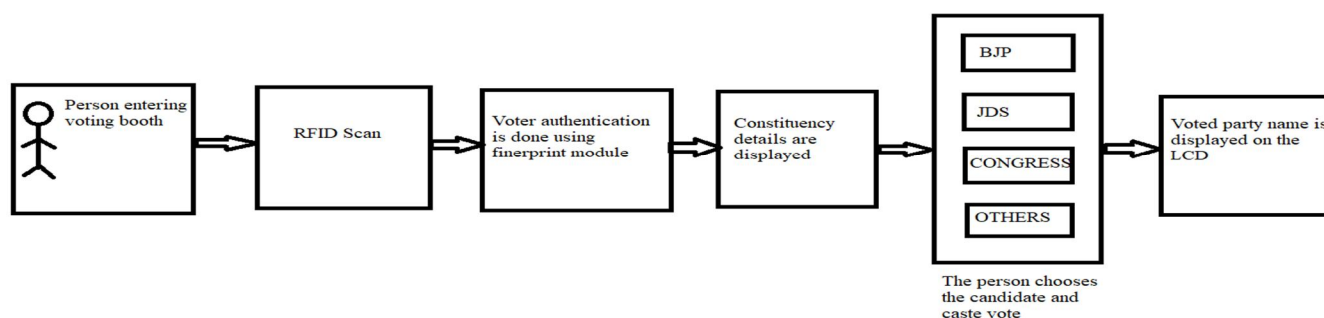 Person entering
voting booth
RFID Scan
Voter authentication
is done using
finerprint module
Constituency
details are
displayed
BJP
JDS
CONGRESS
OTHERS
The person chooses
the candidate and
caste vote
Voted party name is
displayed on the
LCD